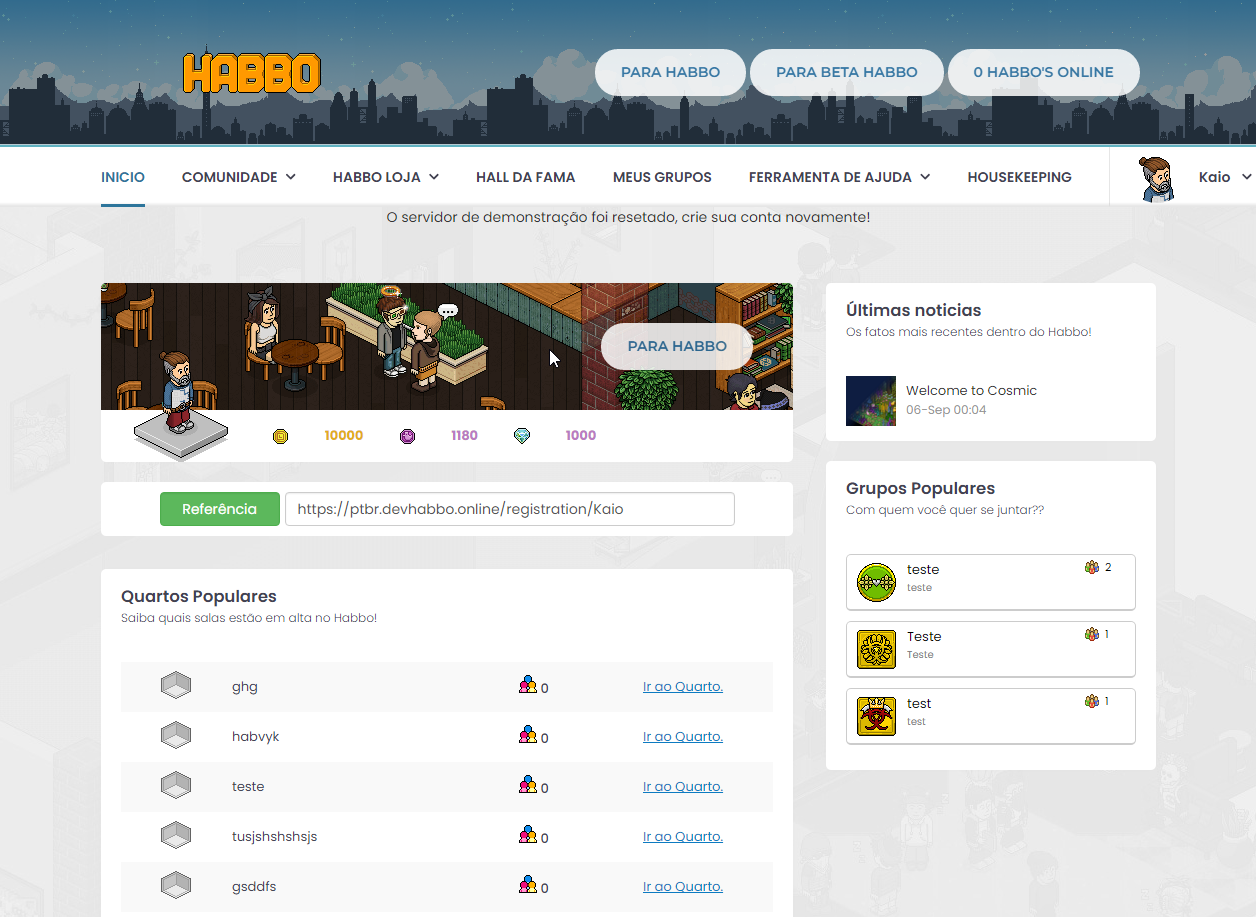 HABBO
PARA HABBO
PARA BETA HABBO
0 HABBO'S ONLINE
INICIO
COMUNIDADE
HABBO LOJA
HALL DA FAMA
MEUS GRUPOS
FERRAMENTA DE AJUDA
HOUSEKEEPING
Kaio
O servidor de demonstração foi resetado, crie sua conta novamente!
PARA HABBO
10000
1180
1000
Referência
https://ptbr.devhabbo.online/registration/Kaio
Quartos Populares
Saiba quais salas estão em alta no Habbo!
ghg 0 Ir ao Quarto.
habvyk 0 Ir ao Quarto.
teste 0 Ir ao Quarto.
tusjshshshsjs 0 Ir ao Quarto.
gsddfs 0 Ir ao Quarto.
Últimas noticias
Os fatos mais recentes dentro do Habbo!
Welcome to Cosmic
06-Sep 00:04
Grupos Populares
Com quem você quer se juntar??
teste 2
teste
Teste 1
Teste
test 1
test